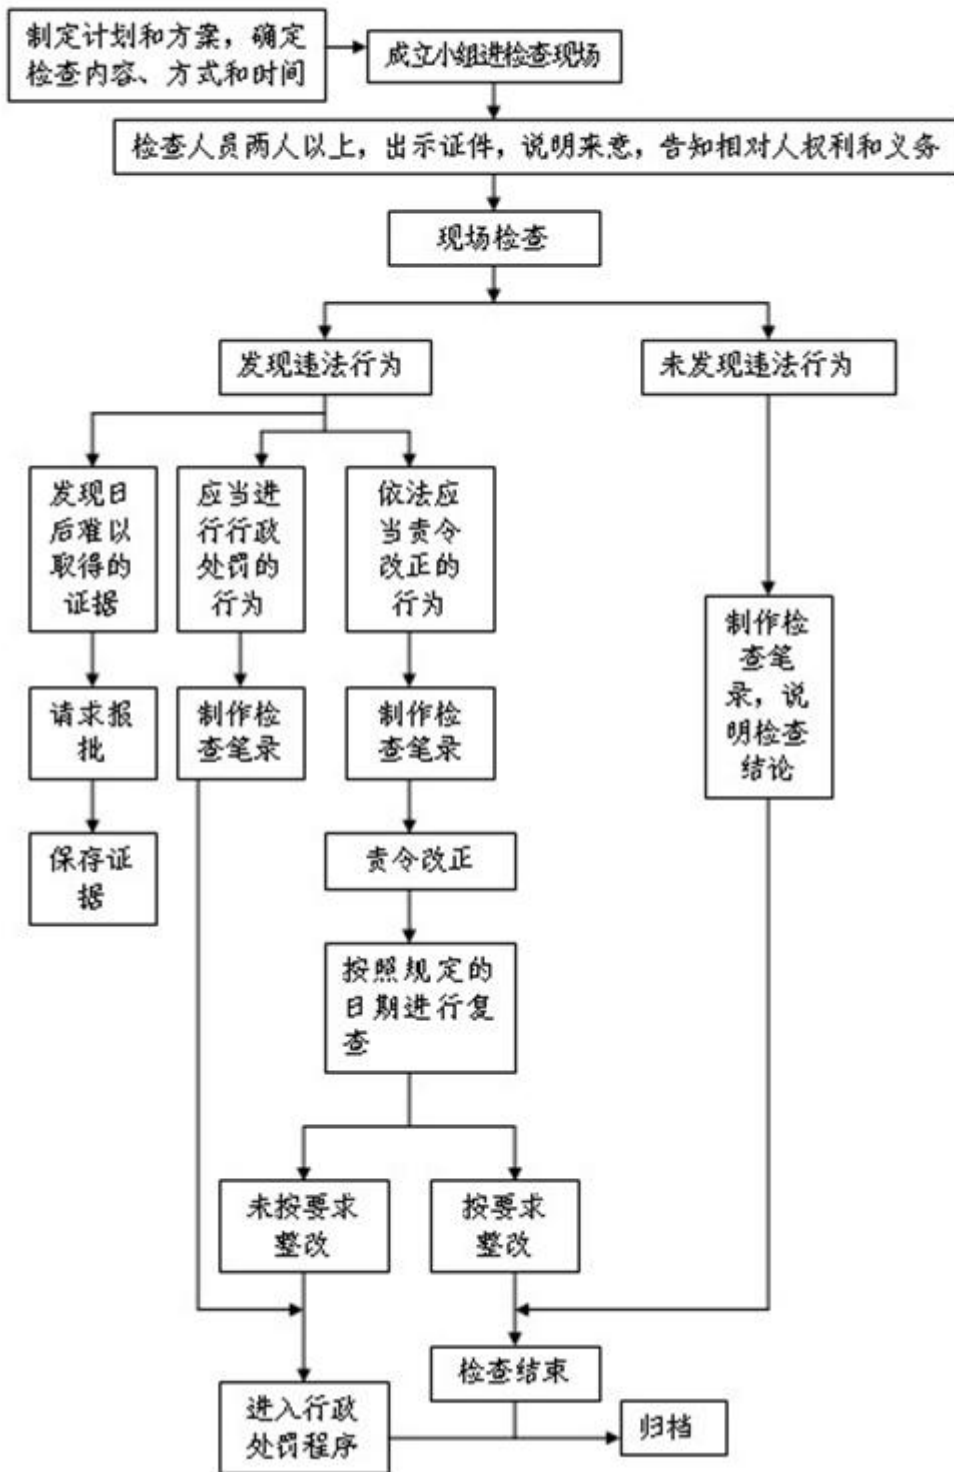 制定计划和方案，确定
检查内容、方式和时间
成立小组进检查现场
检查人员两人以上，出示证件，说明来意，告知相对人权利和义务
现场检查
发现违法行为
未发现违法行为
发现日
后难以
取得的
证据
应当进
行行政
处罚的
行为
依法应
当责令
改正的
行为
制作检
查笔
录，说
明检查
结论
请求报
批
制作检
查笔录
制作检
查笔录
保存证
据
责令改正
按照规定的
日期进行复
查
未按要求
整改
按要求
整改
检查结束
进入行政
处罚程序
归档